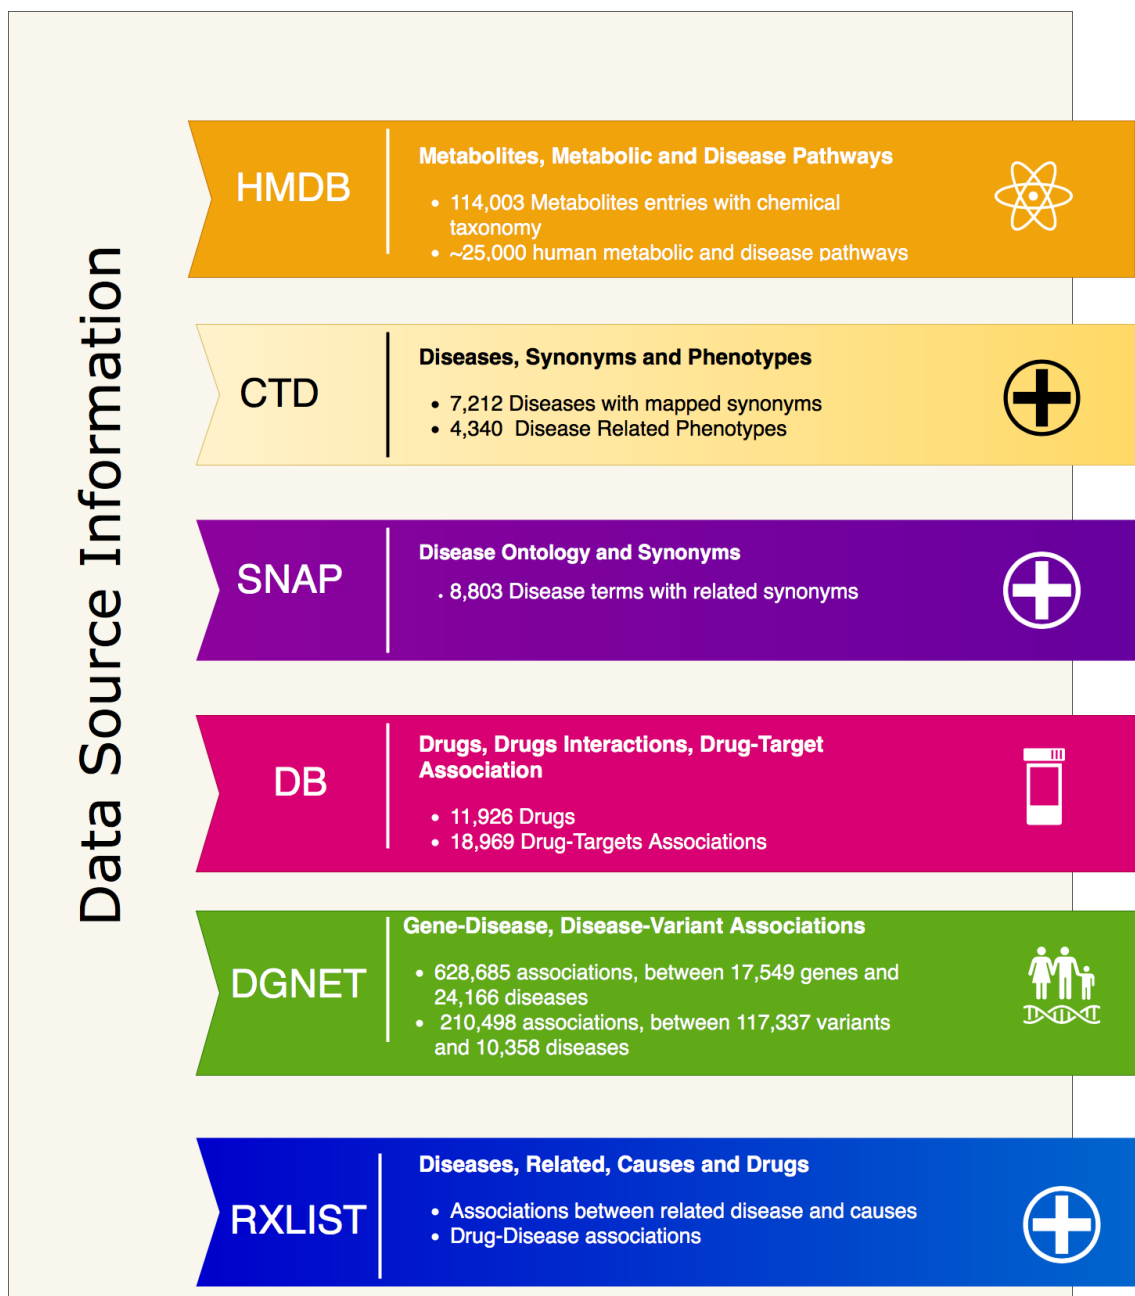 Data Source Information
HMDB
Metabolites, Metabolic and Disease Pathways
• 114,003 Metabolites entries with chemical
taxonomy
• ~25,000 human metabolic and disease pathways
CTD
Diseases, Synonyms and Phenotypes
• 7,212 Diseases with mapped synonyms
• 4,340 Disease Related Phenotypes
SNAP
Disease Ontology and Synonyms
• 8,803 Disease terms with related synonyms
DB
Drugs, Drugs Interactions, Drug-Target
Association
• 11,926 Drugs
• 18,969 Drug-Targets Associations
DGNET
Gene-Disease, Disease-Variant Associations
• 628,685 associations, between 17,549 genes and
24,166 diseases
• 210,498 associations, between 117,337 variants
and 10,358 diseases
RXLIST
Diseases, Related, Causes and Drugs
• Associations between related disease and causes
• Drug-Disease associations